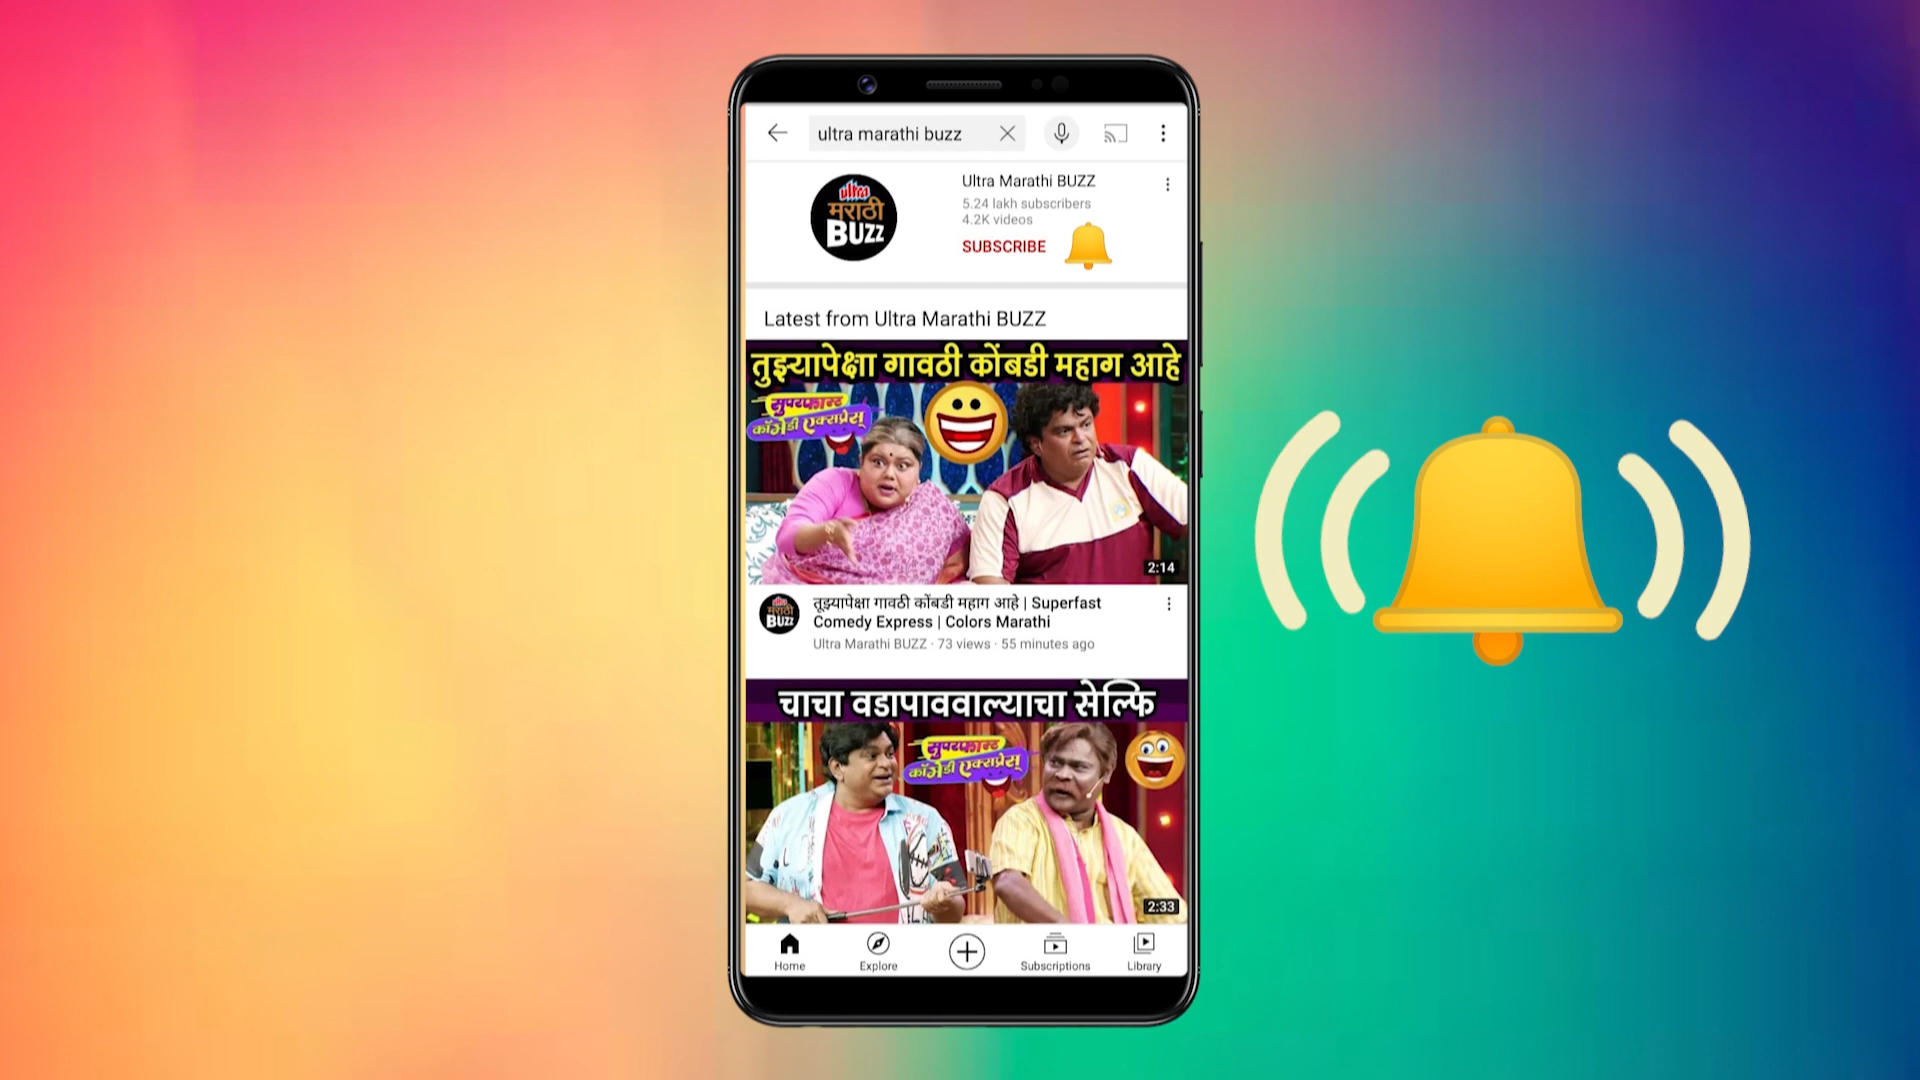 ultra marathi buzz
ultra
मराठी
BUZZ
Ultra Marathi BUZZ
5.24 lakh subscribers
4.2K videos
SUBSCRIBE
Latest from Ultra Marathi BUZZ
तुझ्यापेक्षा गावठी कोंबडी महाग आहे
सुपरफास्ट
कॉमेडी एक्सप्रेस्
2:14
ultra
मराठी
BUZZ
तूझ्यापेक्षा गावठी कोंबडी महाग आहे | Superfast
Comedy Express | Colors Marathi
Ultra Marathi BUZZ · 73 views · 55 minutes ago
चाचा वडापाववाल्याचा सेल्फि
सुपरफास्ट
कॉमेडी एक्सप्रेस्
2:33
Home
Explore
Subscriptions
Library